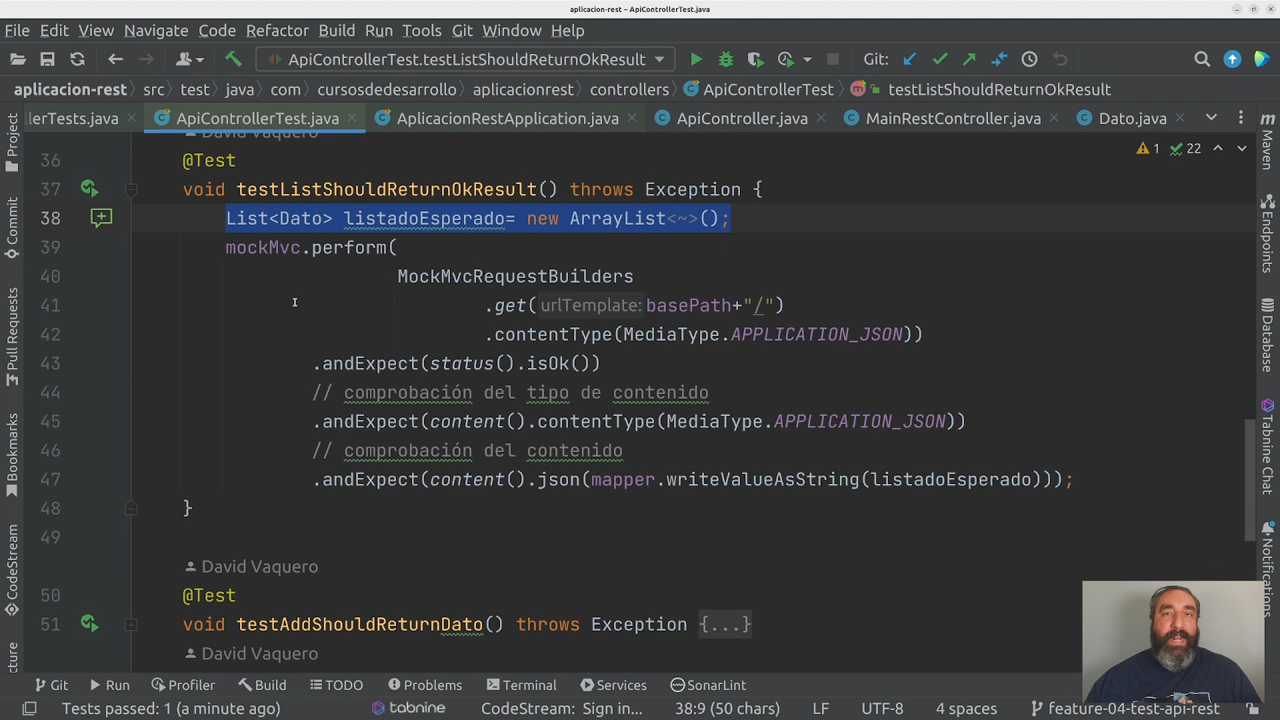 aplicacion-rest – ApiControllerTest.java
File Edit View Navigate Code Refactor Build Run Tools Git Window Help
ApiControllerTest.testListShouldReturnOkResult Git:
aplicacion-rest src test java com cursosdedesarrollo aplicacionrest controllers ApiControllerTest testListShouldReturnOkResult
lerTests.java ApiControllerTest.java AplicacionRestApplication.java ApiController.java MainRestController.java Dato.java
David Vaquero
1 22
36 @Test
37 void testListShouldReturnOkResult() throws Exception {
38 List<Dato> listadoEsperado= new ArrayList<~>();
39 mockMvc.perform(
40 MockMvcRequestBuilders
41 .get( urlTemplate: basePath+"/")
42 .contentType(MediaType.APPLICATION_JSON))
43 .andExpect(status().isOk())
44 // comprobación del tipo de contenido
45 .andExpect(content().contentType(MediaType.APPLICATION_JSON))
46 // comprobación del contenido
47 .andExpect(content().json(mapper.writeValueAsString(listadoEsperado)));
48 }
49
David Vaquero
50 @Test
51 void testAddShouldReturnDato() throws Exception {...}
David Vaquero
Project
Commit
Pull Requests
Bookmarks
CodeStream
cture
Maven
Endpoints
Database
Tabnine Chat
Notifications
Git Run Profiler Build TODO Problems Terminal Services SonarLint
Tests passed: 1 (a minute ago) tabnine CodeStream: Sign in... 38:9 (50 chars) LF UTF-8 4 spaces feature-04-test-api-rest